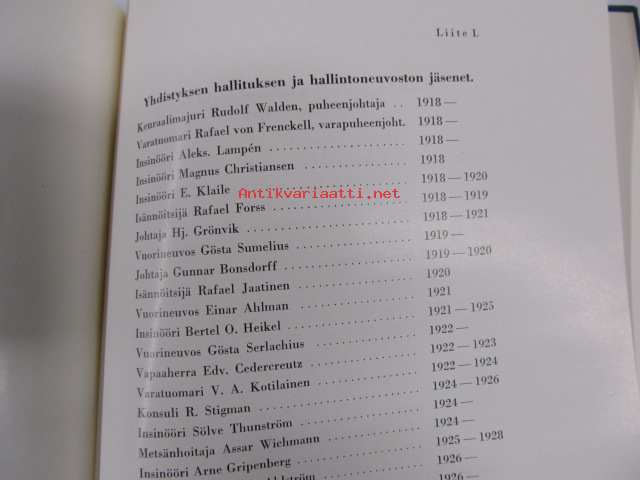 Liite I.
Yhdistyksen hallituksen ja hallintoneuvoston jäsenet.
Kenraalimajuri Rudolf Walden, puheenjohtaja .. 1918 —
Varatuomari Rafael von Frenckell, varapuheenjoht. 1918 —
Insinööri Aleks. Lampén 1918 —
Insinööri Magnus Christiansen 1918
Insinööri E. Klaile 1918 — 1920
Isännöitsijä Rafael Forss 1918 — 1919
Johtaja Hj. Grönvik 1918 — 1921
Vuorineuvos Gösta Sumelius 1919 —
Johtaja Gunnar Bonsdorff 1919 — 1920
Isännöitsijä Rafael Jaatinen 1920
Vuorineuvos Einar Ahlman 1921
Insinööri Bertel O. Heikel 1921 — 1925
Vuorineuvos Gösta Serlachius 1922 —
Vapaaherra Edv. Cedercreutz 1922 — 1923
Varatuomari V. A. Kotilainen 1922 — 1924
Konsuli R. Stigman 1924 — 1926
Insinööri Sölve Thunström 1924 —
Metsänhoitaja Assar Wichmann 1924 —
Insinööri Arne Gripenberg 1925 — 1928
1926 —
1926 —
Antikvariaatti.net